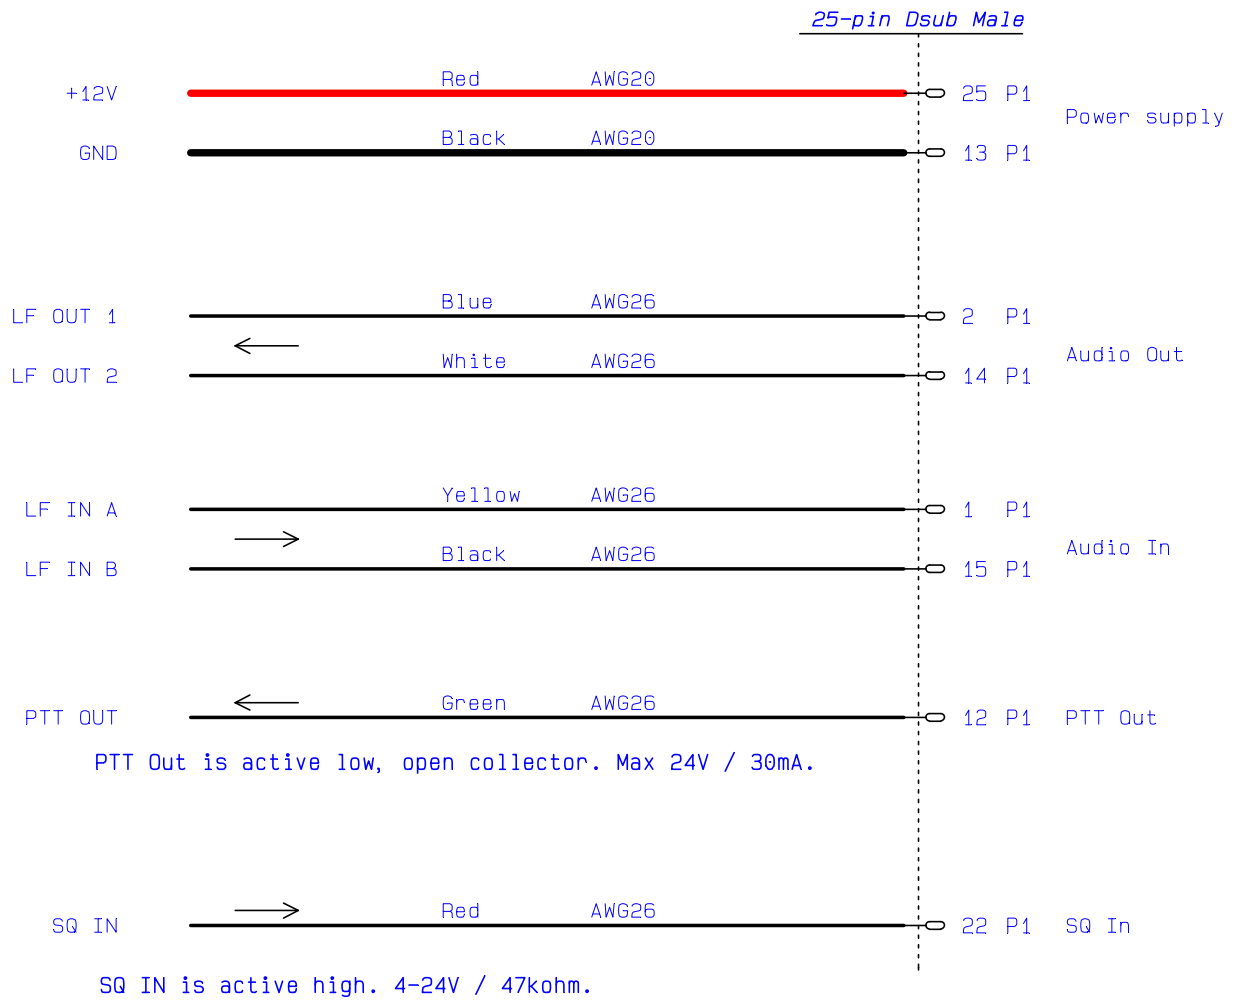 25-pin Dsub Male
+12V Red AWG20 25 P1
Power supply
GND Black AWG20 13 P1
LF OUT 1 Blue AWG26 2 P1
Audio Out
LF OUT 2 White AWG26 14 P1
LF IN A Yellow AWG26 1 P1
Audio In
LF IN B Black AWG26 15 P1
PTT OUT Green AWG26 12 P1 PTT Out
PTT Out is active low, open collector. Max 24V / 30mA.
SQ IN Red AWG26 22 P1 SQ In
SQ IN is active high. 4-24V / 47kohm.